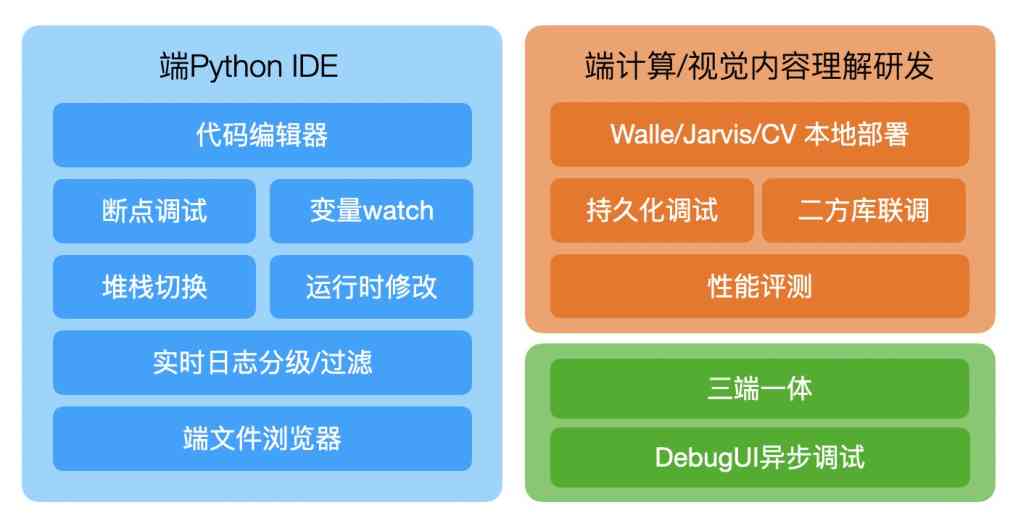 端Python IDE
代码编辑器
断点调试
变量watch
堆栈切换
运行时修改
实时日志分级/过滤
端文件浏览器
端计算/视觉内容理解研发
Walle/Jarvis/CV 本地部署
持久化调试
二方库联调
性能评测
三端一体
DebugUI异步调试